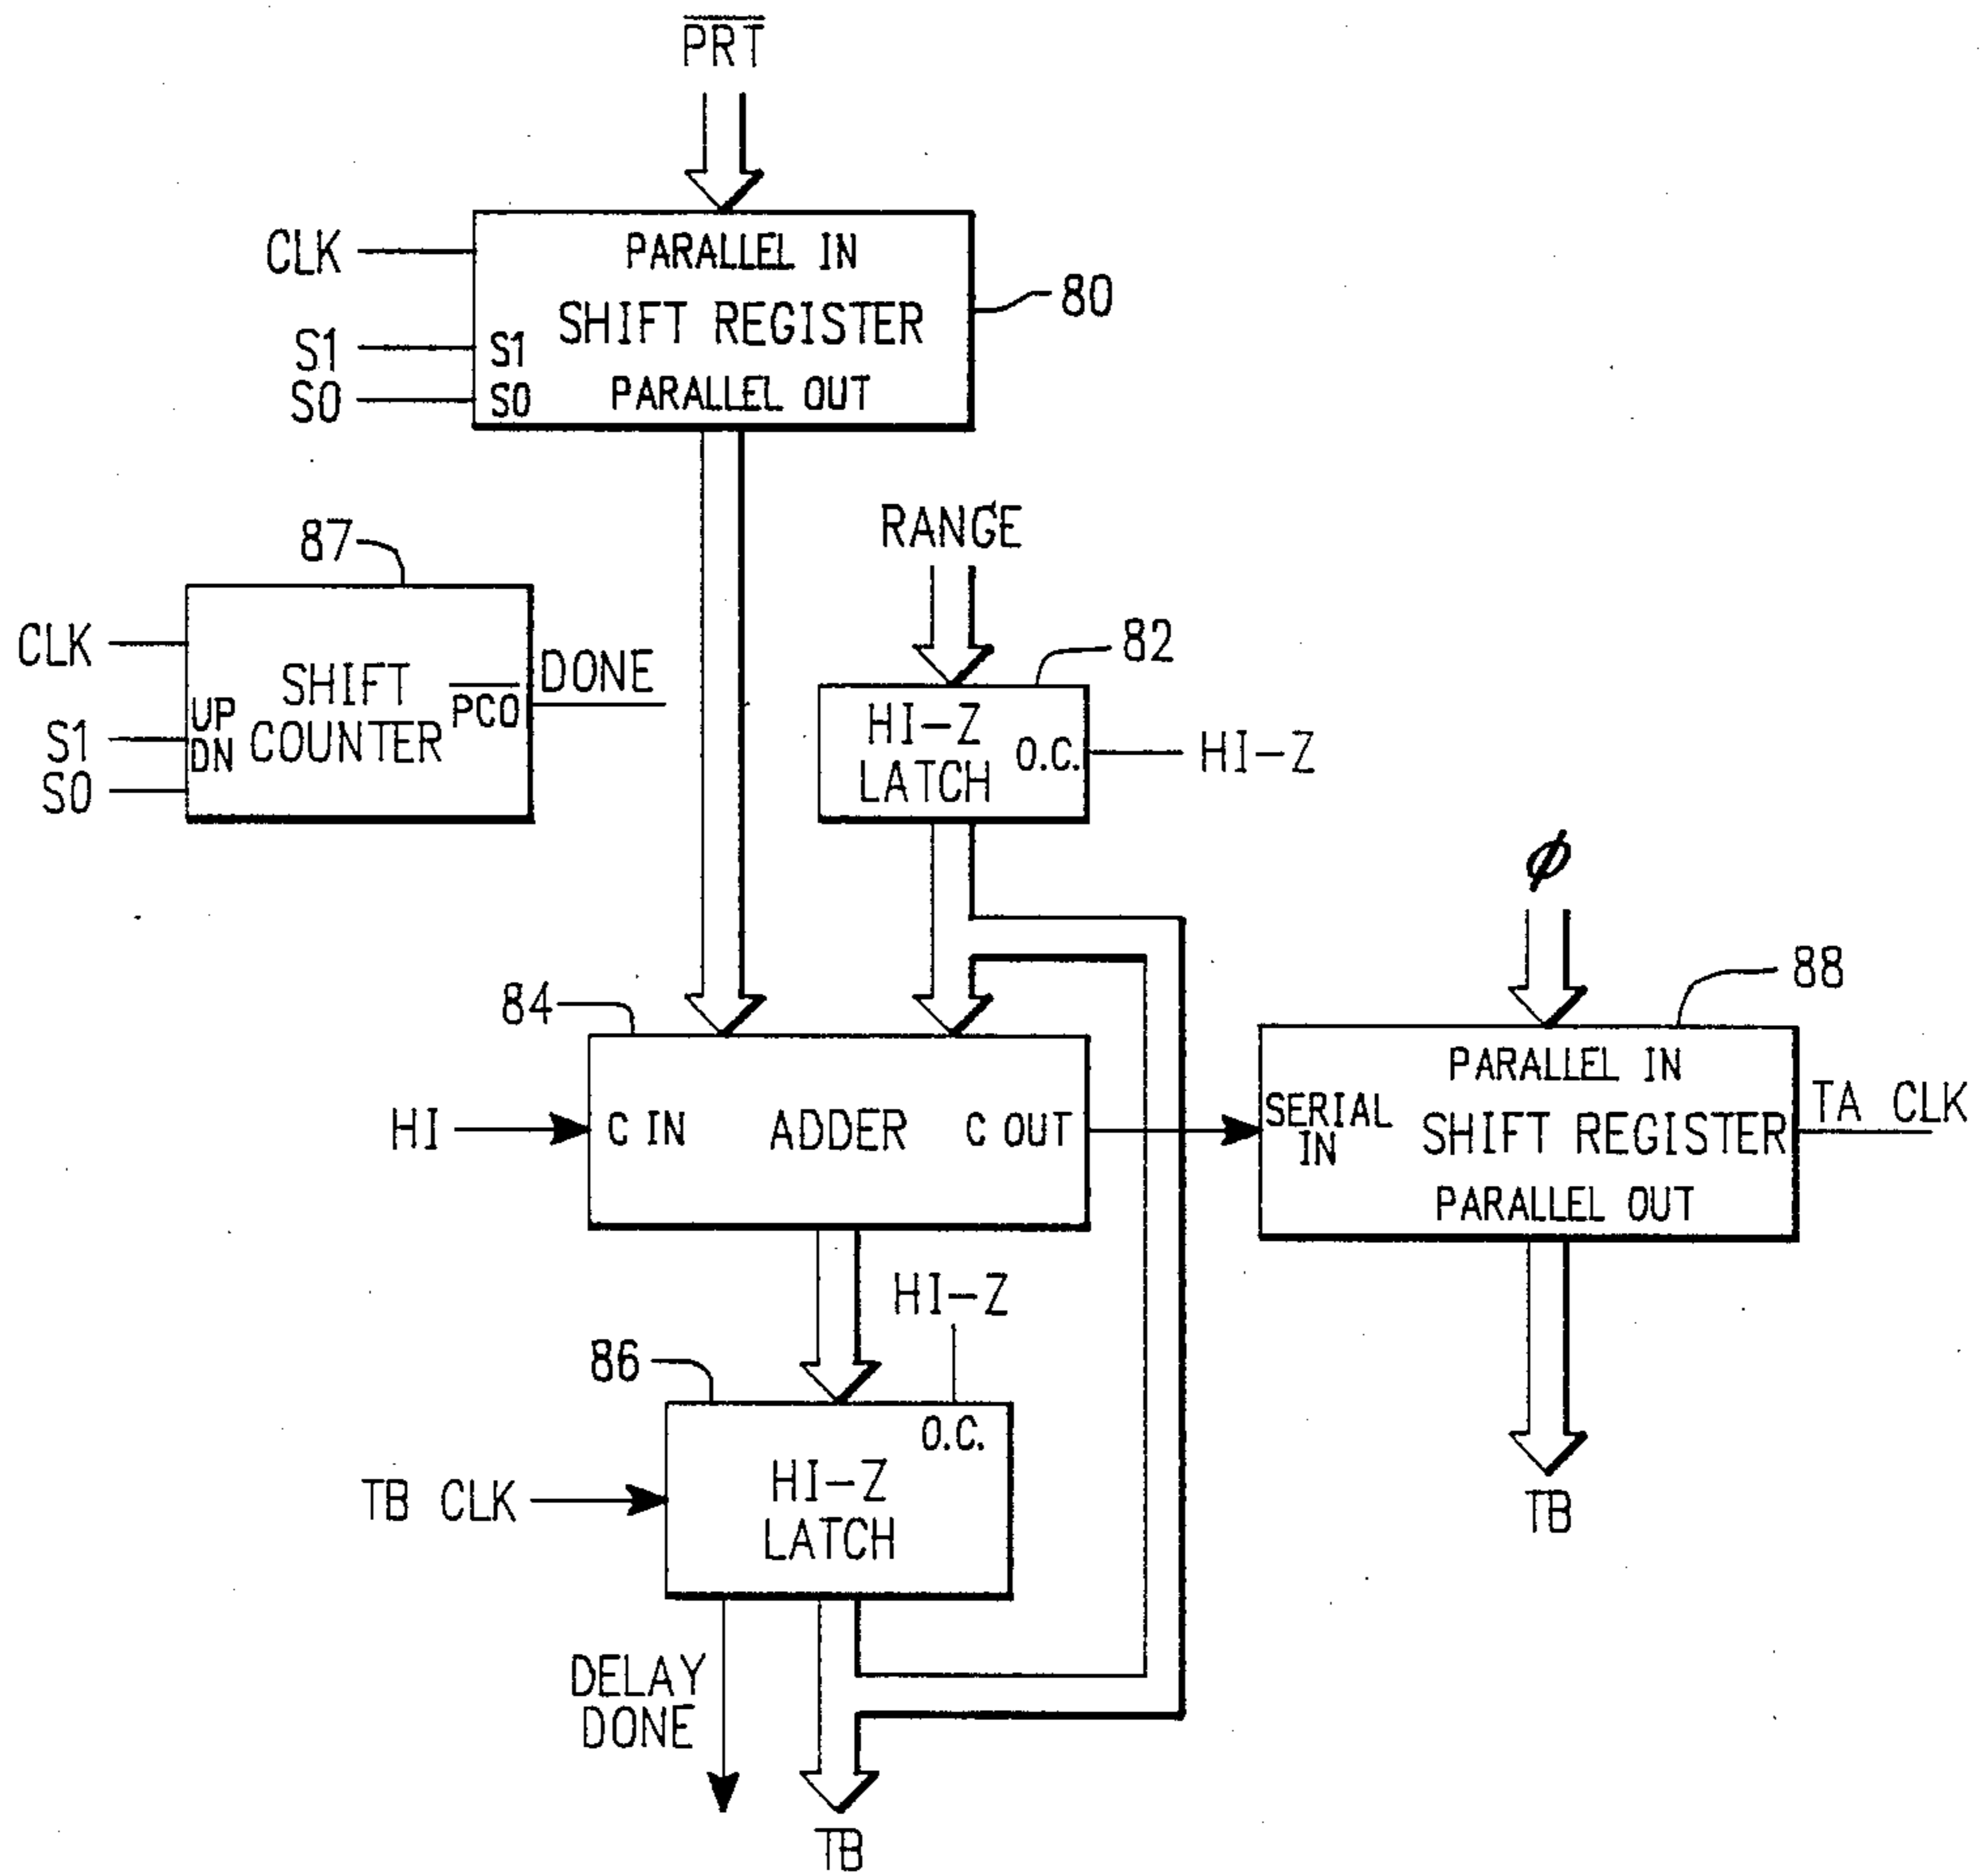 PRT
CLK
PARALLEL IN
SHIFT REGISTER
PARALLEL OUT
80
S1
S1
S0
S0
87
RANGE
CLK
SHIFT
COUNTER
PCO
DONE
UP
DN
S1
S0
82
HI-Z
LATCH
O.C.
HI-Z
ϕ
84
88
HI
C IN
ADDER
C OUT
SERIAL
IN
PARALLEL IN
SHIFT REGISTER
PARALLEL OUT
TA CLK
HI-Z
86
O.C.
TB CLK
HI-Z
LATCH
TB
DELAY
DONE
TB